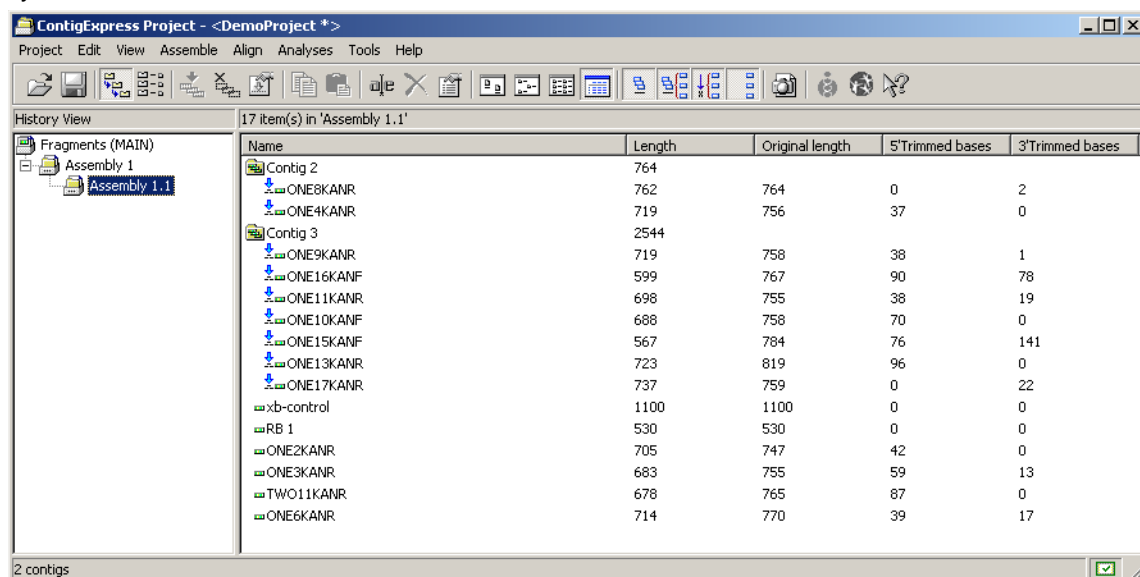 ContigExpress Project - <DemoProject *>
Project Edit View Assemble Align Analyses Tools Help
History View 17 item(s) in 'Assembly 1.1'
Fragments (MAIN)
Assembly 1
Assembly 1.1
Name Length Original length 5'Trimmed bases 3'Trimmed bases
Contig 2 764
ONE8KANR 762 764 0 2
ONE4KANR 719 756 37 0
Contig 3 2544
ONE9KANR 719 758 38 1
ONE16KANF 599 767 90 78
ONE11KANR 698 755 38 19
ONE10KANF 688 758 70 0
ONE15KANF 567 784 76 141
ONE13KANR 723 819 96 0
ONE17KANR 737 759 0 22
xb-control 1100 1100 0 0
RB 1 530 530 0 0
ONE2KANR 705 747 42 0
ONE3KANR 683 755 59 13
TWO11KANR 678 765 87 0
ONE6KANR 714 770 39 17
2 contigs